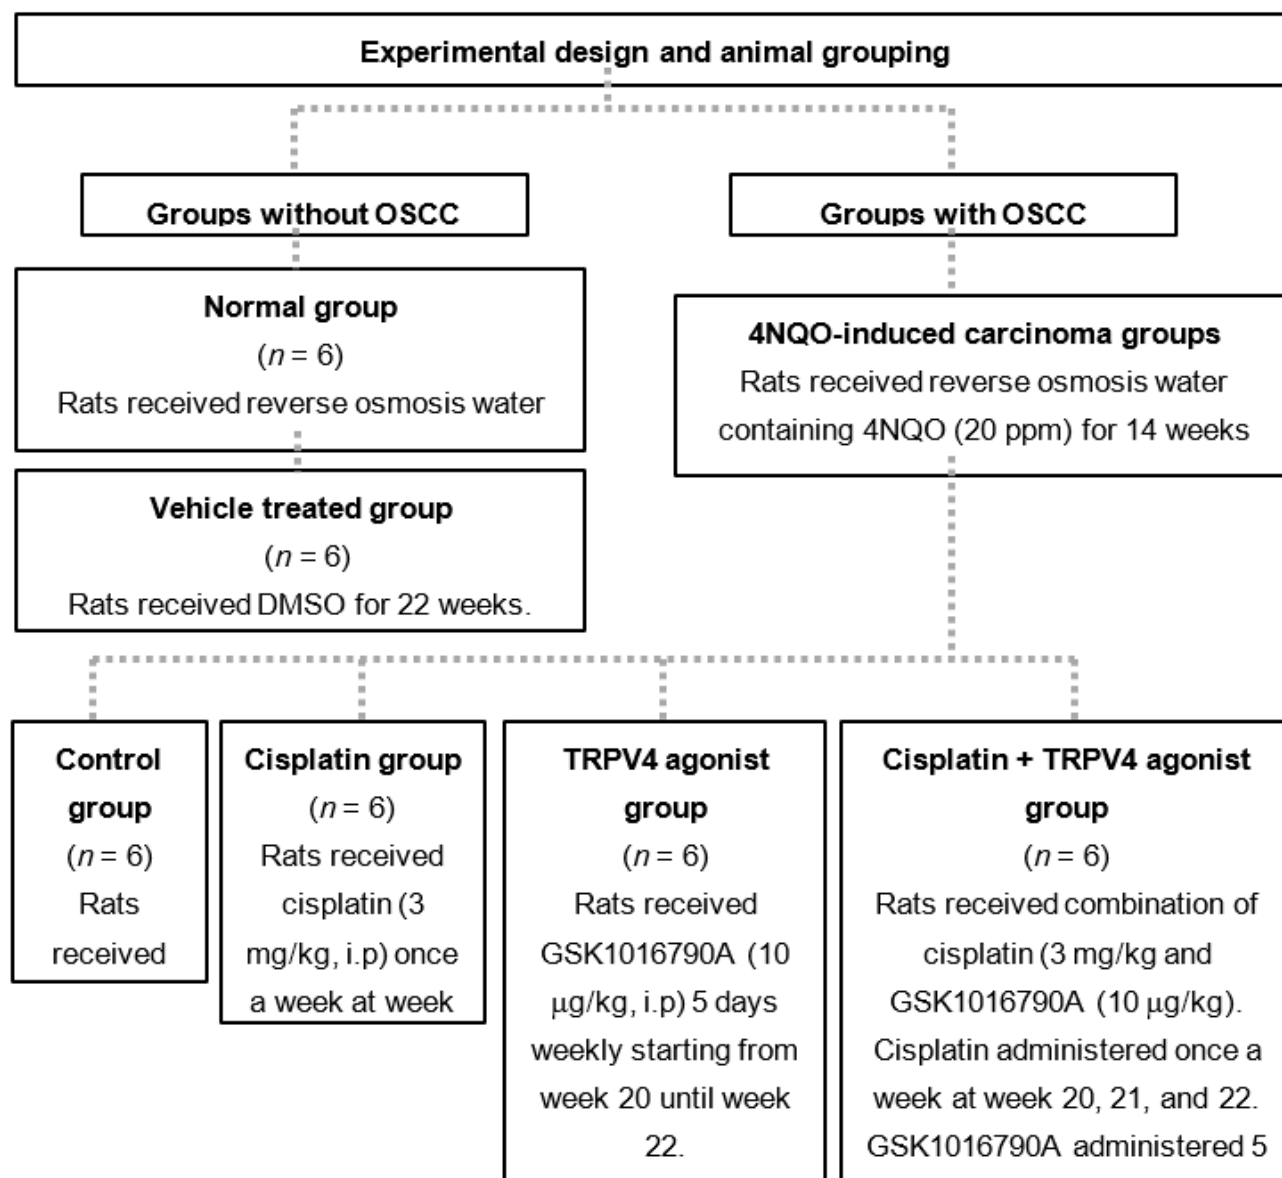 Experimental design and animal grouping
Groups without OSCC
Groups with OSCC
Normal group
(n = 6)
Rats received reverse osmosis water
Vehicle treated group
(n = 6)
Rats received DMSO for 22 weeks.
4NQO-induced carcinoma groups
Rats received reverse osmosis water
containing 4NQO (20 ppm) for 14 weeks
Control
group
(n = 6)
Rats
received
Cisplatin group
(n = 6)
Rats received
cisplatin (3
mg/kg, i.p) once
a week at week
TRPV4 agonist
group
(n = 6)
Rats received
GSK1016790A (10
μg/kg, i.p) 5 days
weekly starting from
week 20 until week
22.
Cisplatin + TRPV4 agonist
group
(n = 6)
Rats received combination of
cisplatin (3 mg/kg and
GSK1016790A (10 μg/kg).
Cisplatin administered once a
week at week 20, 21, and 22.
GSK1016790A administered 5